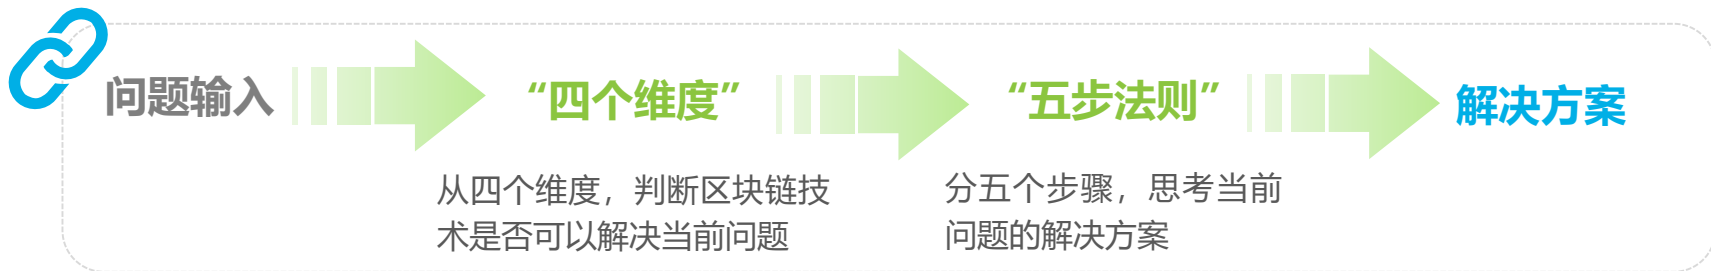 问题输入
“四个维度”
“五步法则”
解决方案
从四个维度，判断区块链技
术是否可以解决当前问题
分五个步骤，思考当前
问题的解决方案